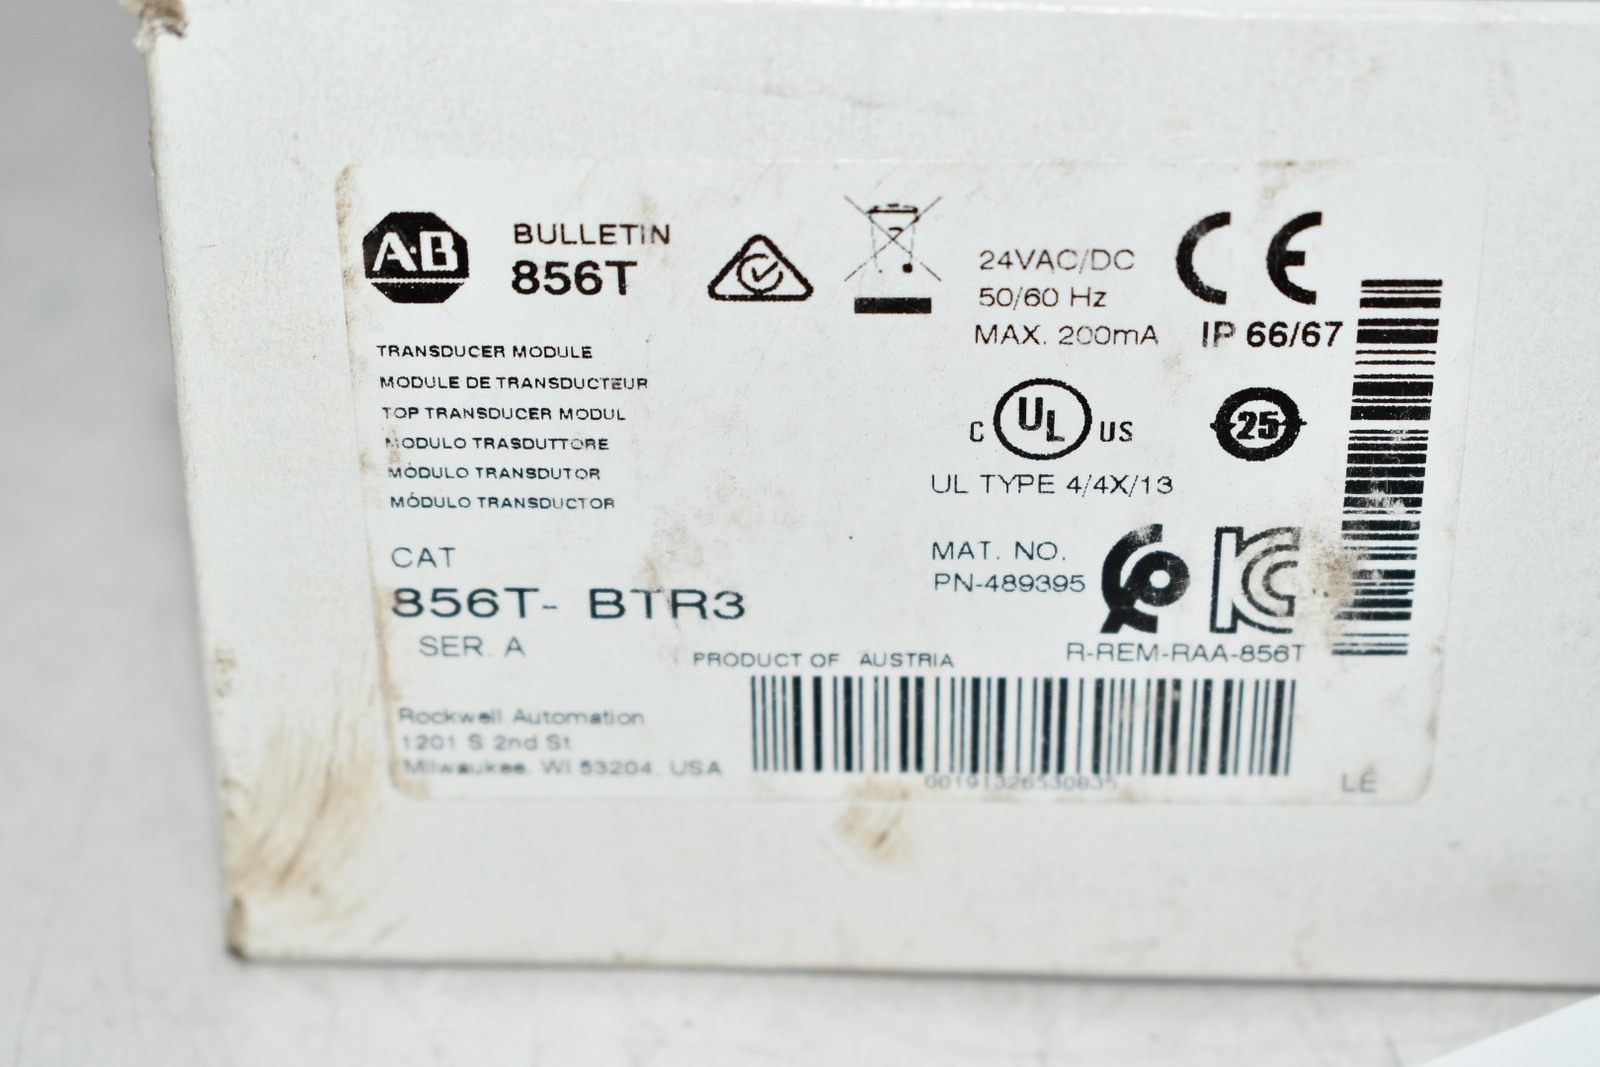 A·B
BULLETIN
856T
24VAC/DC
50/60 Hz
MAX. 200mA
CE
IP 66/67
TRANSDUCER MODULE
MODULE DE TRANSDUCTEUR
TOP TRANSDUCER MODUL
MODULO TRASDUTTORE
MÓDULO TRANSDUTOR
MÓDULO TRANSDUCTOR
C UL US
25
UL TYPE 4/4X/13
CAT
856T- BTR3
SER. A
MAT. NO.
PN-489395
R-REM-RAA-856T
PRODUCT OF AUSTRIA
Rockwell Automation
1201 S 2nd St
Milwaukee, WI 53204, USA
00191326530835
LE